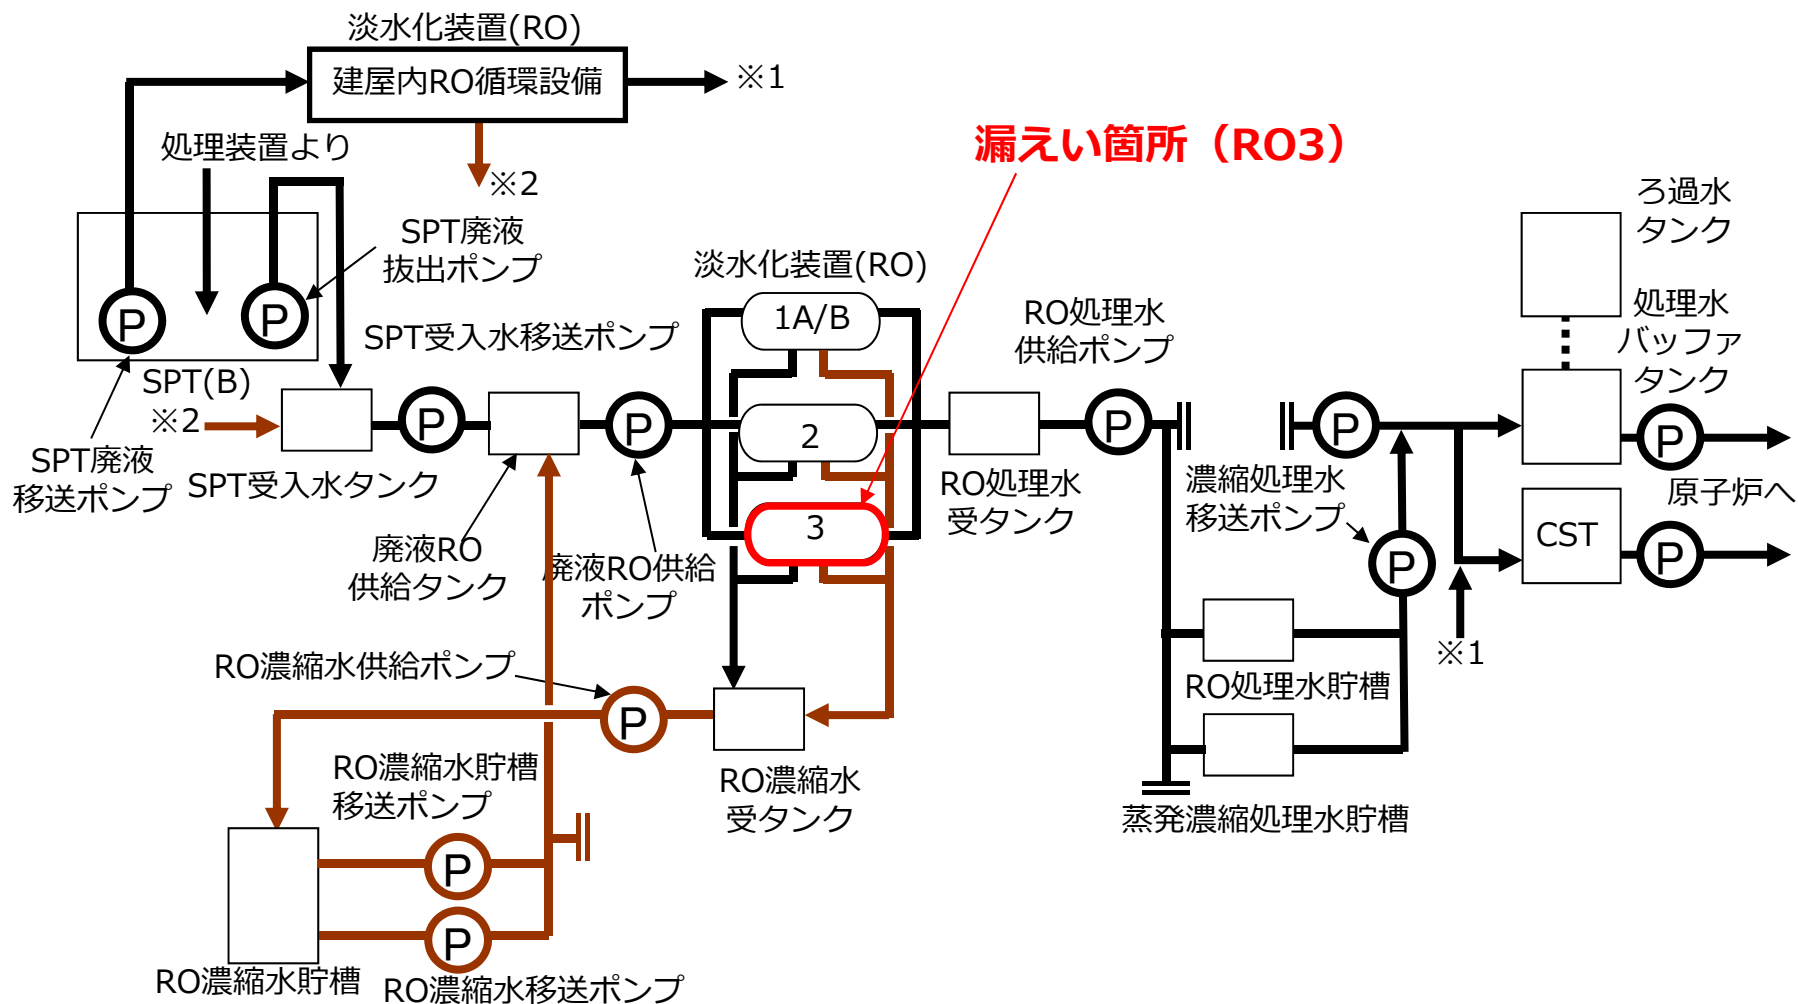 淡水化装置(RO)
建屋内RO循環設備
※1
処理装置より
※2
漏えい箇所（RO3）
SPT廃液
抜出ポンプ
ろ過水
タンク
淡水化装置(RO)
P
P
1A/B
SPT受入水移送ポンプ
RO処理水
供給ポンプ
処理水
バッファ
タンク
SPT(B)
※2
P
P
2
P
P
P
SPT廃液
移送ポンプ
SPT受入水タンク
RO処理水
受タンク
濃縮処理水
移送ポンプ
原子炉へ
3
廃液RO
供給タンク
廃液RO供給
ポンプ
P
CST
P
RO濃縮水供給ポンプ
※1
RO処理水貯槽
P
RO濃縮水貯槽
移送ポンプ
RO濃縮水
受タンク
蒸発濃縮処理水貯槽
P
P
RO濃縮水貯槽
RO濃縮水移送ポンプ